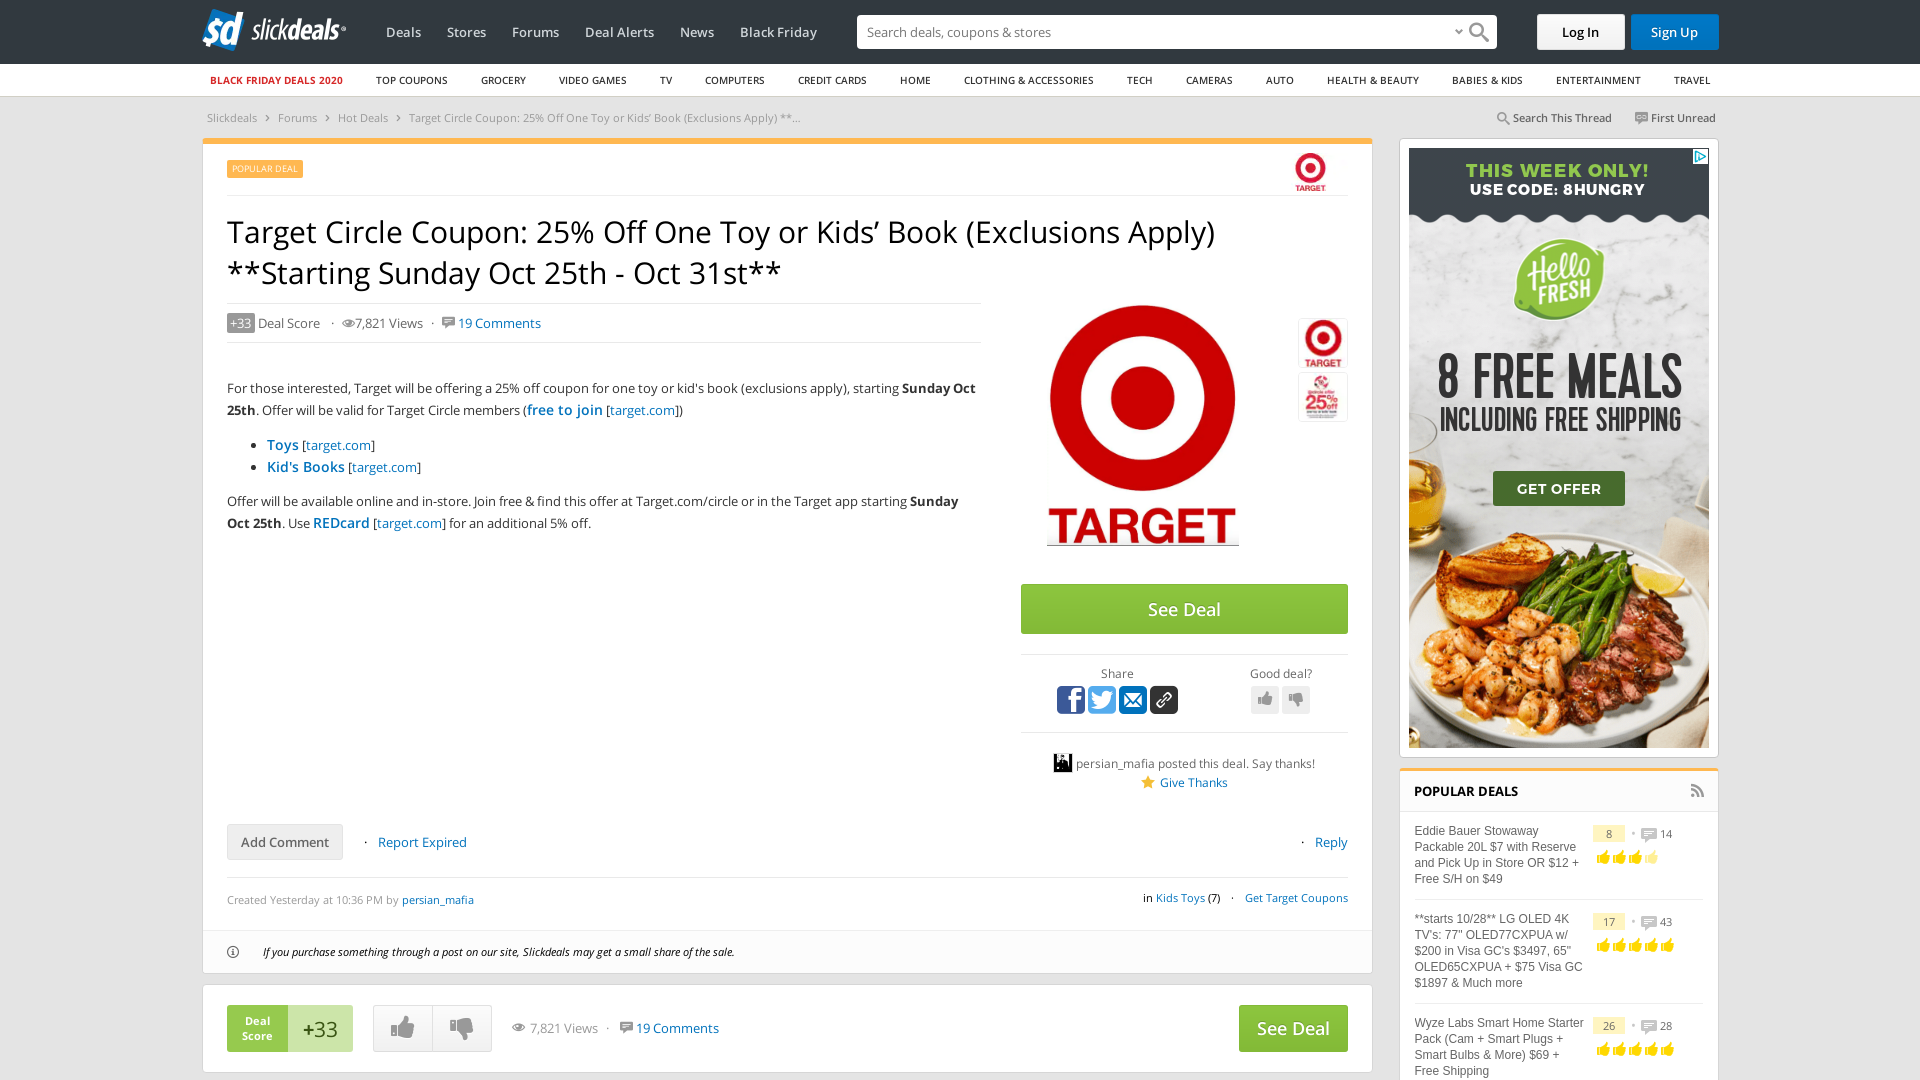 slickdeals
Deals
Stores
Forums
Deal Alerts
News
Black Friday
Search deals, coupons & stores
Log In
Sign Up
BLACK FRIDAY DEALS 2020
TOP COUPONS
GROCERY
VIDEO GAMES
TV
COMPUTERS
CREDIT CARDS
HOME
CLOTHING & ACCESSORIES
TECH
CAMERAS
AUTO
HEALTH & BEAUTY
BABIES & KIDS
ENTERTAINMENT
TRAVEL
Slickdeals › Forums › Hot Deals › Target Circle Coupon: 25% Off One Toy or Kids’ Book (Exclusions Apply) **...
Search This Thread
First Unread
POPULAR DEAL
TARGET
Target Circle Coupon: 25% Off One Toy or Kids’ Book (Exclusions Apply)
**Starting Sunday Oct 25th - Oct 31st**
+33 Deal Score · 7,821 Views · 19 Comments
For those interested, Target will be offering a 25% off coupon for one toy or kid's book (exclusions apply), starting Sunday Oct
25th. Offer will be valid for Target Circle members (free to join [target.com])
• Toys [target.com]
• Kid's Books [target.com]
Offer will be available online and in-store. Join free & find this offer at Target.com/circle or in the Target app starting Sunday
Oct 25th. Use REDcard [target.com] for an additional 5% off.
TARGET
TARGET
25%
off
See Deal
Share
Good deal?
persian_mafia posted this deal. Say thanks!
Give Thanks
Add Comment
· Report Expired
· Reply
Created Yesterday at 10:36 PM by persian_mafia
in Kids Toys (7) · Get Target Coupons
If you purchase something through a post on our site, Slickdeals may get a small share of the sale.
Deal
Score
+33
7,821 Views · 19 Comments
See Deal
THIS WEEK ONLY!
USE CODE: 8HUNGRY
Hello
FRESH
8 FREE MEALS
INCLUDING FREE SHIPPING
GET OFFER
POPULAR DEALS
Eddie Bauer Stowaway
Packable 20L $7 with Reserve
and Pick Up in Store OR $12 +
Free S/H on $49
8 • 14
**starts 10/28** LG OLED 4K
TV's: 77" OLED77CXPUA w/
$200 in Visa GC's $3497, 65"
OLED65CXPUA + $75 Visa GC
$1897 & Much more
17 • 43
Wyze Labs Smart Home Starter
Pack (Cam + Smart Plugs +
Smart Bulbs & More) $69 +
Free Shipping
26 • 28